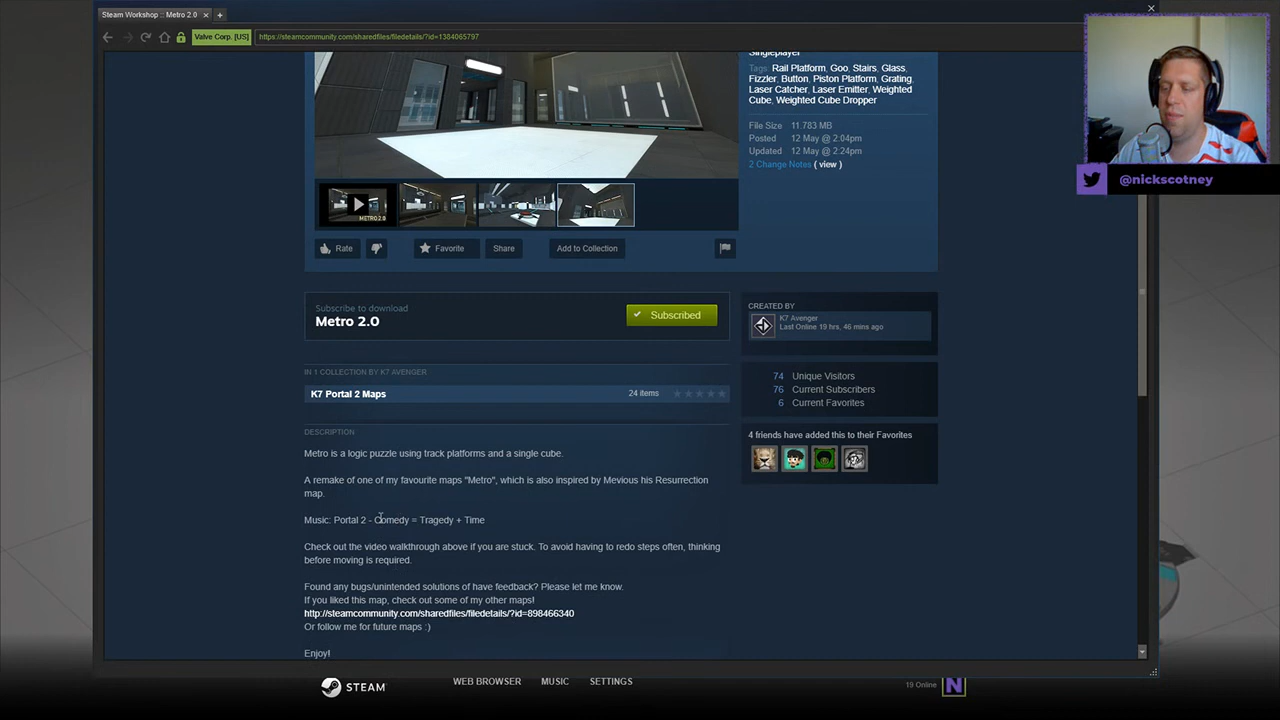 Steam Workshop :: Metro 2.0
Valve Corp. [US]
https://steamcommunity.com/sharedfiles/filedetails/?id=1384065797
@nickscotney
Singleplayer
Tags: Rail Platform, Goo, Stairs, Glass,
Fizzler, Button, Piston Platform, Grating,
Laser Catcher, Laser Emitter, Weighted
Cube, Weighted Cube Dropper
File Size 11.783 MB
Posted 12 May @ 2:04pm
Updated 12 May @ 2:24pm
2 Change Notes ( view )
METRO 2.0
Rate
Favorite
Share
Add to Collection
Subscribe to download
Metro 2.0
Subscribed
CREATED BY
K7 Avenger
Last Online 19 hrs, 46 mins ago
IN 1 COLLECTION BY K7 AVENGER
K7 Portal 2 Maps
24 items
74 Unique Visitors
76 Current Subscribers
6 Current Favorites
4 friends have added this to their Favorites
DESCRIPTION
Metro is a logic puzzle using track platforms and a single cube.
A remake of one of my favourite maps "Metro", which is also inspired by Mevious his Resurrection
map.
Music: Portal 2 - Comedy = Tragedy + Time
Check out the video walkthrough above if you are stuck. To avoid having to redo steps often, thinking
before moving is required.
Found any bugs/unintended solutions of have feedback? Please let me know.
If you liked this map, check out some of my other maps!
http://steamcommunity.com/sharedfiles/filedetails/?id=898466340
Or follow me for future maps :)
Enjoy!
STEAM
WEB BROWSER
MUSIC
SETTINGS
19 Online
N